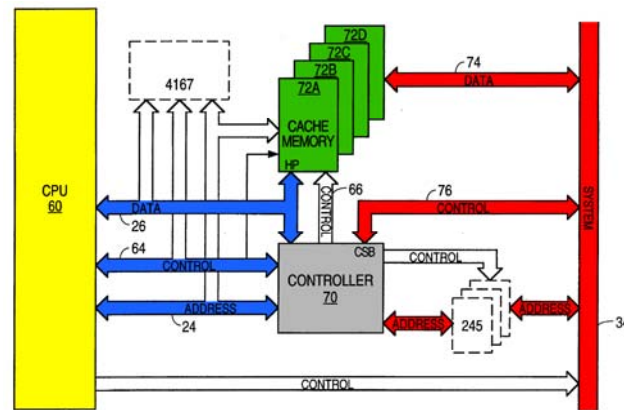 72D
72C
72B
72A
4167
74
DATA
CACHE
MEMORY
HP
CPU
60
66
76
DATA
26
CONTROL
CONTROL
SYSTEM
64
CSB
CONTROL
CONTROL
CONTROLLER
70
ADDRESS
24
ADDRESS
245
ADDRESS
34
CONTROL